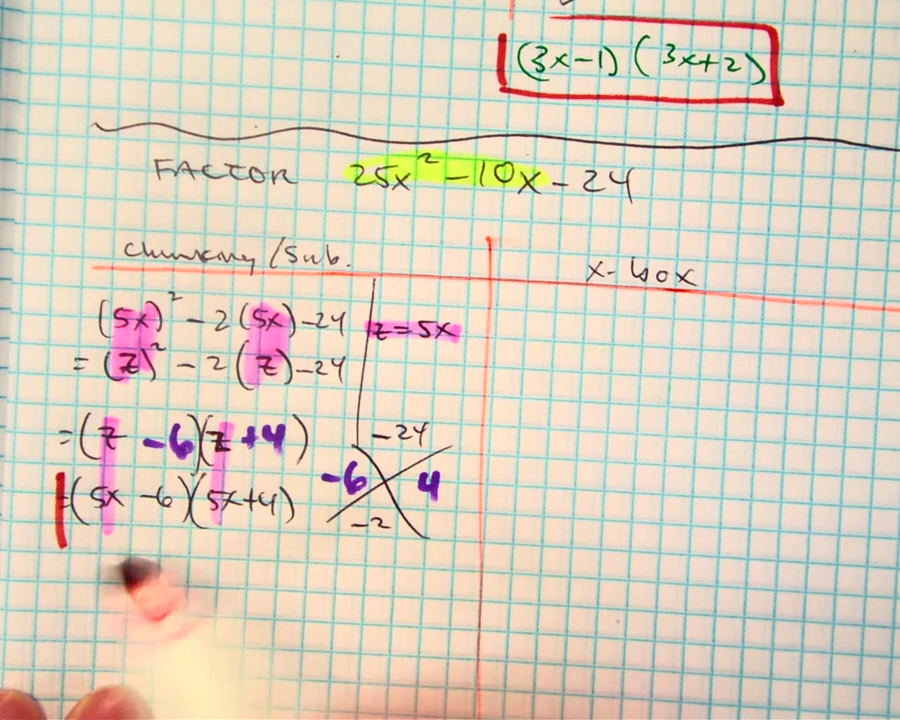 (3x-1) (3x+2)
FACTOR 25x² -10x - 24
Chunking/Sub.
x-box
(5x)² - 2(5x) -24
z=5x
= (z)² - 2(z) -24
= (z -6)(z +4)
-24
-6 4
-2
=(5x -6)(5x+4)